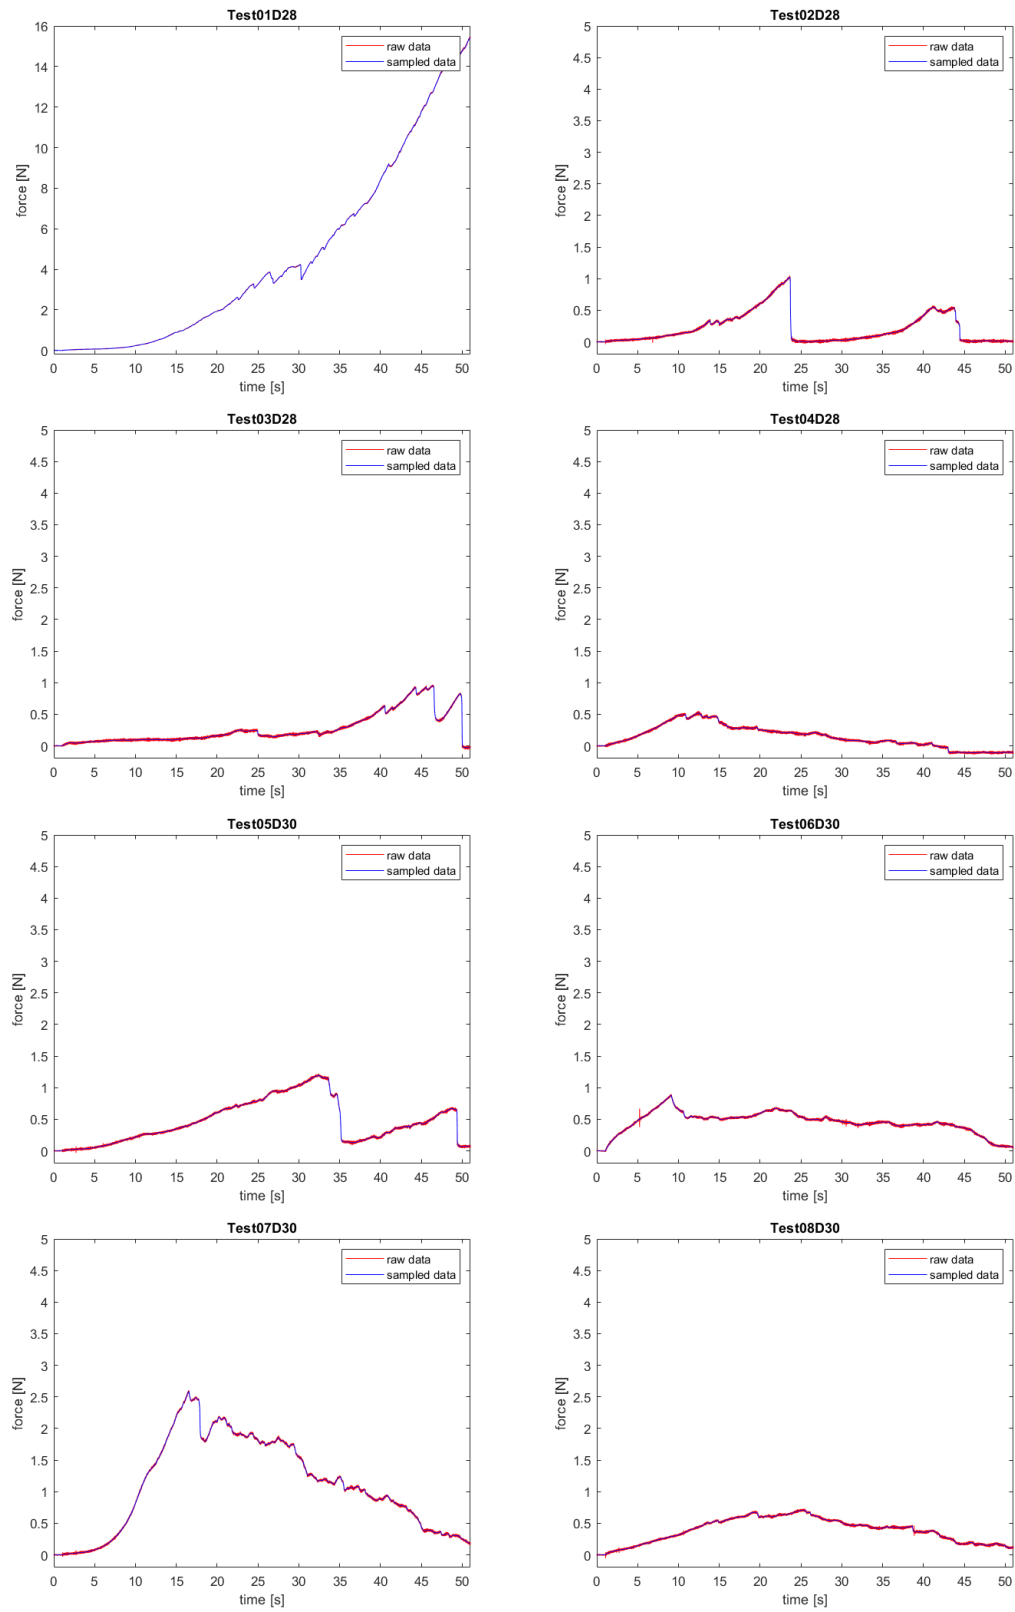 Test01D28
16
14
12
10
8
6
4
2
0
force [N]
raw data
sampled data
0 5 10 15 20 25 30 35 40 45 50
time [s]
Test02D28
5
4.5
4
3.5
3
2.5
2
1.5
1
0.5
0
force [N]
raw data
sampled data
0 5 10 15 20 25 30 35 40 45 50
time [s]
Test03D28
5
4.5
4
3.5
3
2.5
2
1.5
1
0.5
0
force [N]
raw data
sampled data
0 5 10 15 20 25 30 35 40 45 50
time [s]
Test04D28
5
4.5
4
3.5
3
2.5
2
1.5
1
0.5
0
force [N]
raw data
sampled data
0 5 10 15 20 25 30 35 40 45 50
time [s]
Test05D30
5
4.5
4
3.5
3
2.5
2
1.5
1
0.5
0
force [N]
raw data
sampled data
0 5 10 15 20 25 30 35 40 45 50
time [s]
Test06D30
5
4.5
4
3.5
3
2.5
2
1.5
1
0.5
0
force [N]
raw data
sampled data
0 5 10 15 20 25 30 35 40 45 50
time [s]
Test07D30
5
4.5
4
3.5
3
2.5
2
1.5
1
0.5
0
force [N]
raw data
sampled data
0 5 10 15 20 25 30 35 40 45 50
time [s]
Test08D30
5
4.5
4
3.5
3
2.5
2
1.5
1
0.5
0
force [N]
raw data
sampled data
0 5 10 15 20 25 30 35 40 45 50
time [s]